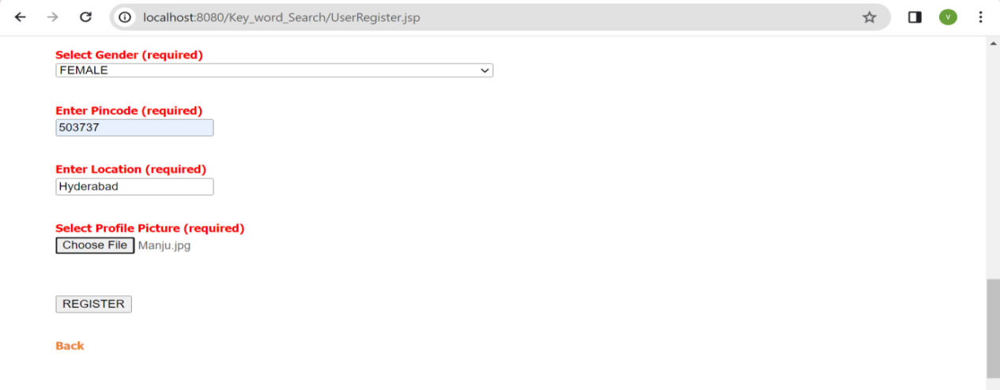 localhost:8080/Key_word_Search/UserRegister.jsp
V
Select Gender (required)
FEMALE
Enter Pincode (required)
503737
Enter Location (required)
Hyderabad
Select Profile Picture (required)
Choose File Manju.jpg
REGISTER
Back